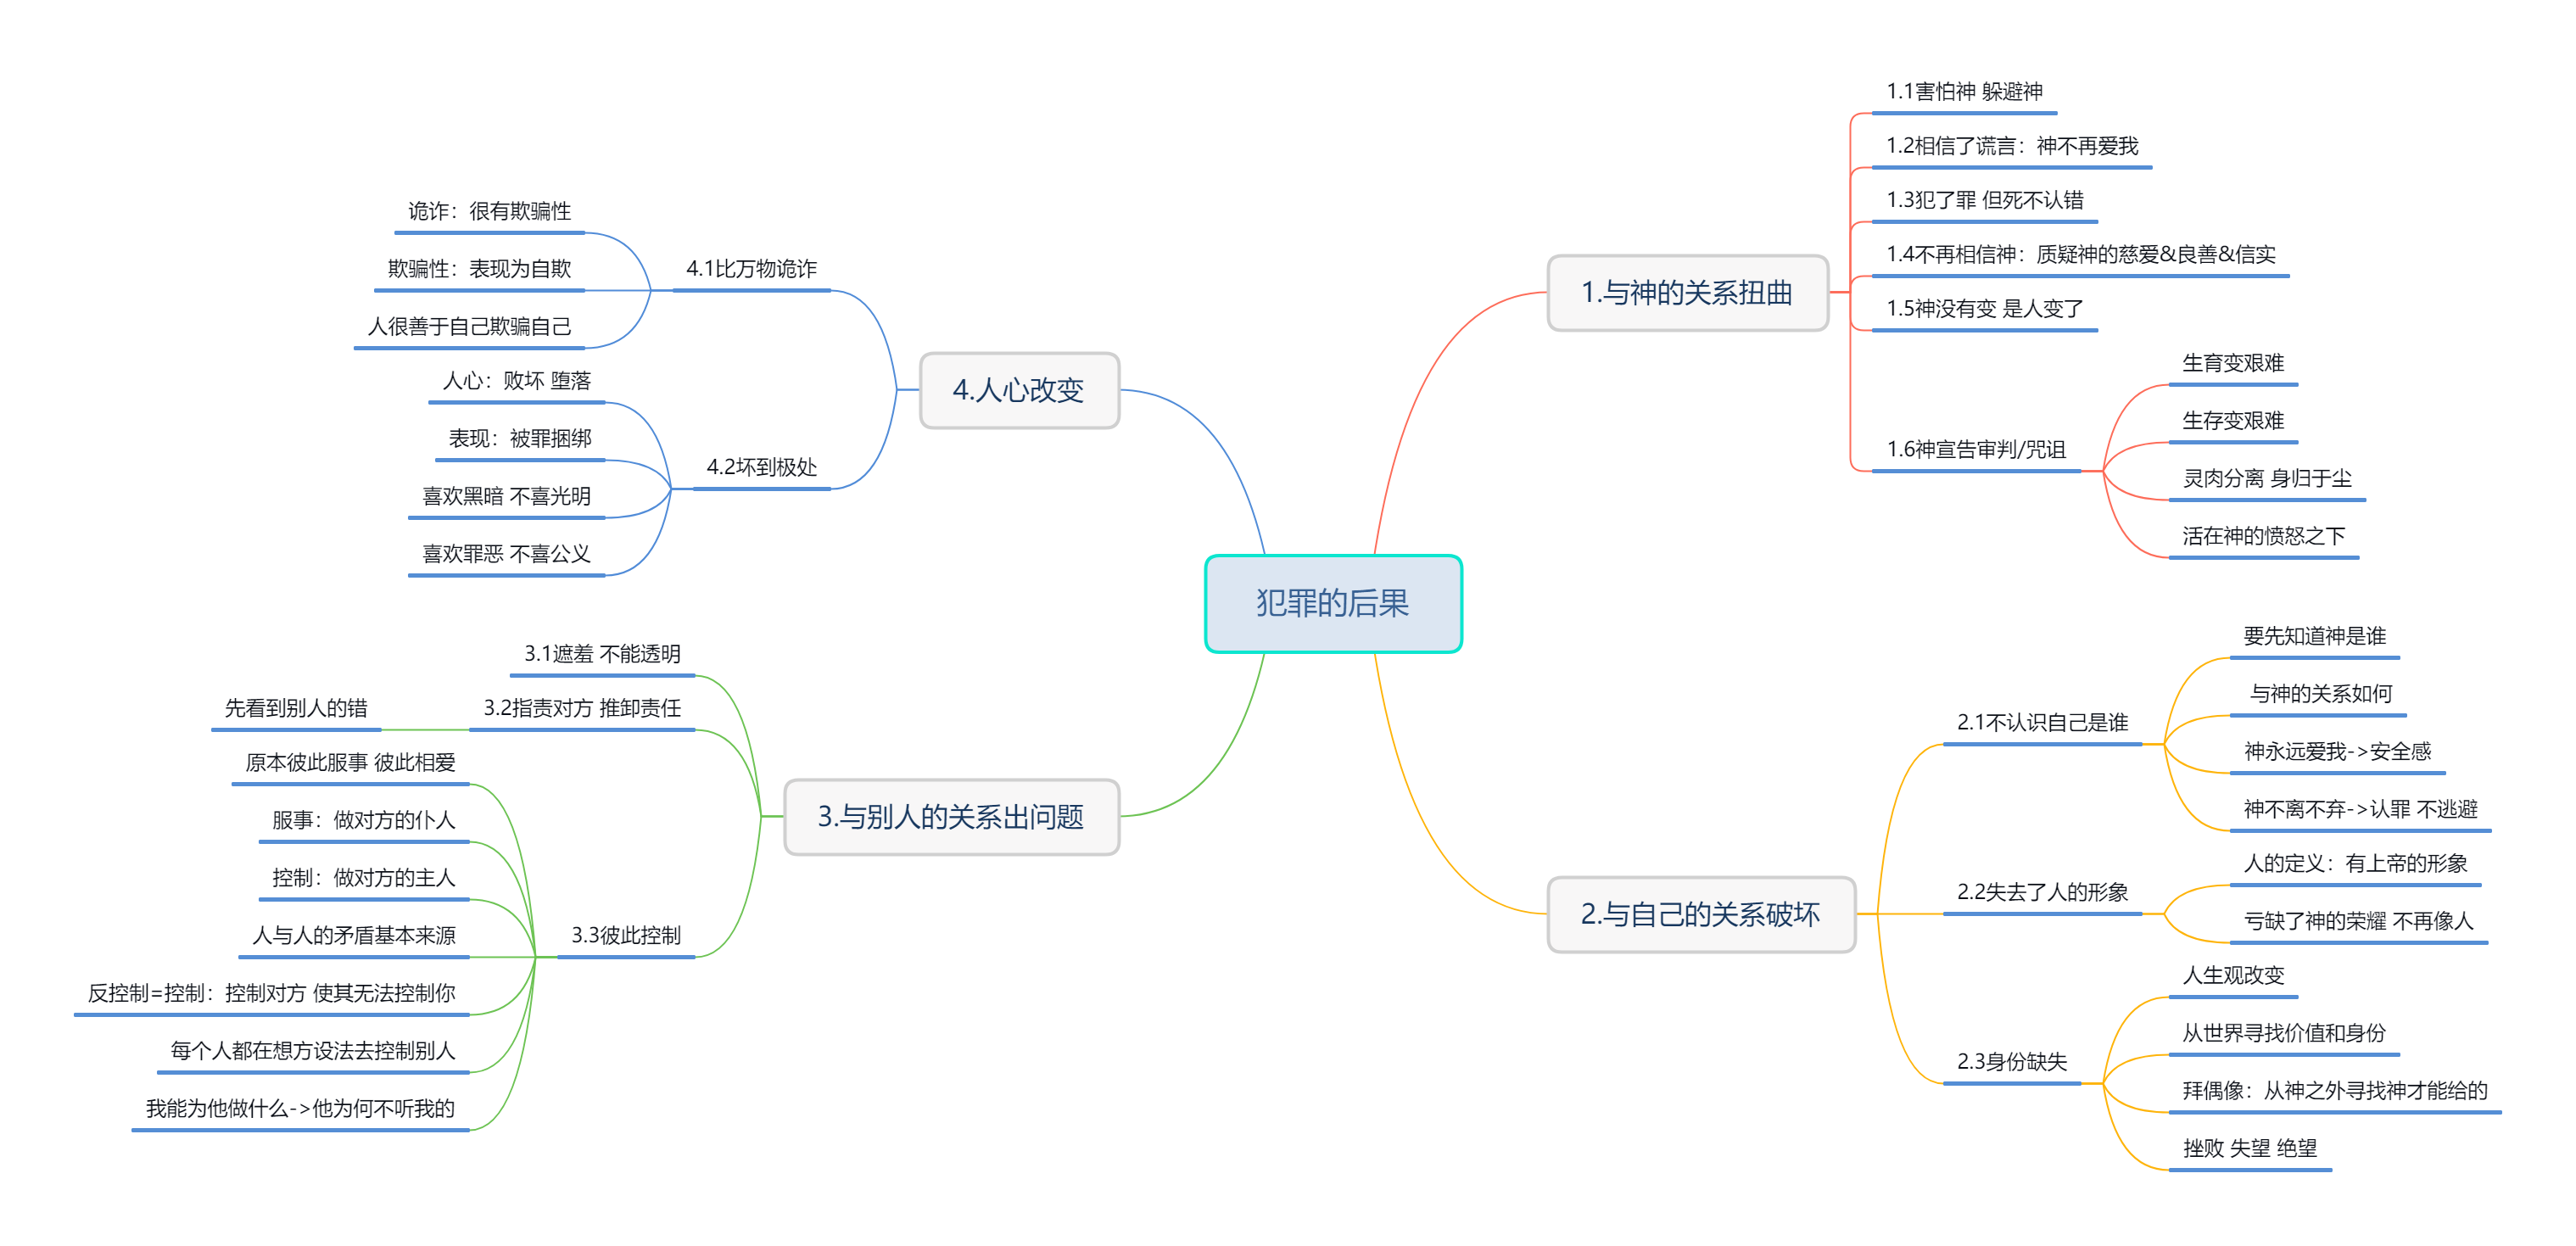 犯罪的后果
1.与神的关系扭曲
1.1害怕神 躲避神
1.2相信了谎言：神不再爱我
1.3犯了罪 但死不认错
1.4不再相信神：质疑神的慈爱&良善&信实
1.5神没有变 是人变了
1.6神宣告审判/咒诅
生育变艰难
生存变艰难
灵肉分离 身归于尘
活在神的愤怒之下
2.与自己的关系破坏
2.1不认识自己是谁
要先知道神是谁
与神的关系如何
神永远爱我->安全感
神不离不弃->认罪 不逃避
2.2失去了人的形象
人的定义：有上帝的形象
亏缺了神的荣耀 不再像人
2.3身份缺失
人生观改变
从世界寻找价值和身份
拜偶像：从神之外寻找神才能给的
挫败 失望 绝望
3.与别人的关系出问题
3.1遮羞 不能透明
3.2指责对方 推卸责任
先看到别人的错
3.3彼此控制
原本彼此服事 彼此相爱
服事：做对方的仆人
控制：做对方的主人
人与人的矛盾基本来源
反控制=控制：控制对方 使其无法控制你
每个人都在想方设法去控制别人
我能为他做什么->他为何不听我的
4.人心改变
4.1比万物诡诈
诡诈：很有欺骗性
欺骗性：表现为自欺
人很善于自己欺骗自己
4.2坏到极处
人心：败坏 堕落
表现：被罪捆绑
喜欢黑暗 不喜光明
喜欢罪恶 不喜公义